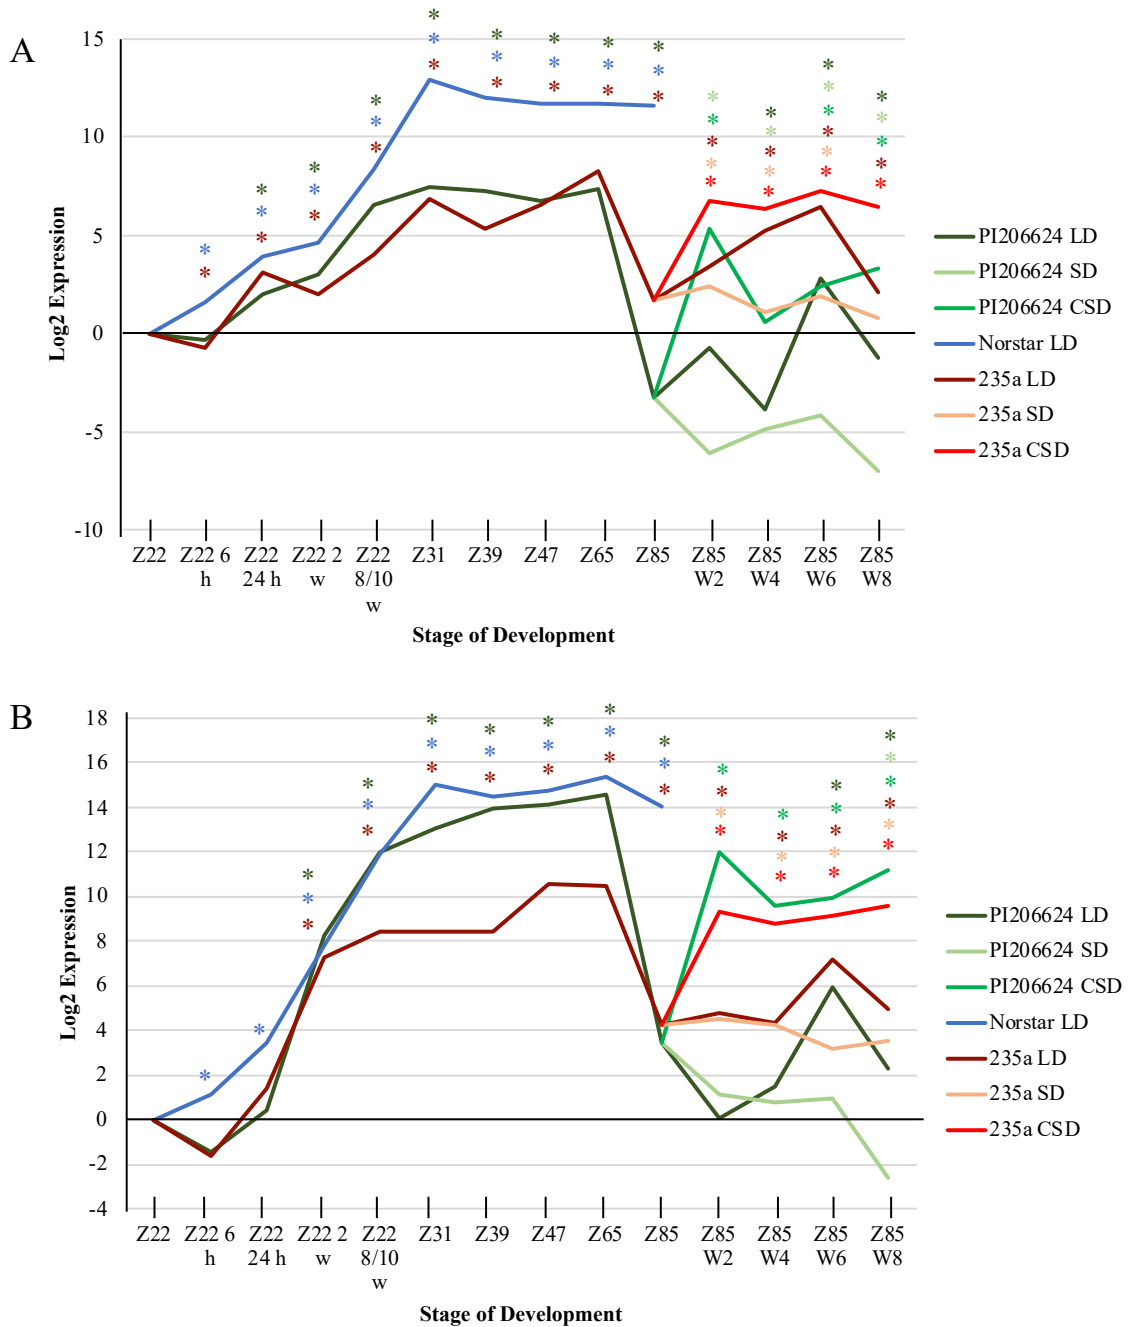 A
15
10
5
0
-5
-10
Log2 Expression
Z22
Z22 6
h
Z22
24 h
Z22 2
w
Z22
8/10
w
Z31
Z39
Z47
Z65
Z85
Z85
W2
Z85
W4
Z85
W6
Z85
W8
Stage of Development
PI206624 LD
PI206624 SD
PI206624 CSD
Norstar LD
235a LD
235a SD
235a CSD
B
18
16
14
12
10
8
6
4
2
0
-2
-4
Log2 Expression
Z22
Z22 6
h
Z22
24 h
Z22 2
w
Z22
8/10
w
Z31
Z39
Z47
Z65
Z85
Z85
W2
Z85
W4
Z85
W6
Z85
W8
Stage of Development
PI206624 LD
PI206624 SD
PI206624 CSD
Norstar LD
235a LD
235a SD
235a CSD